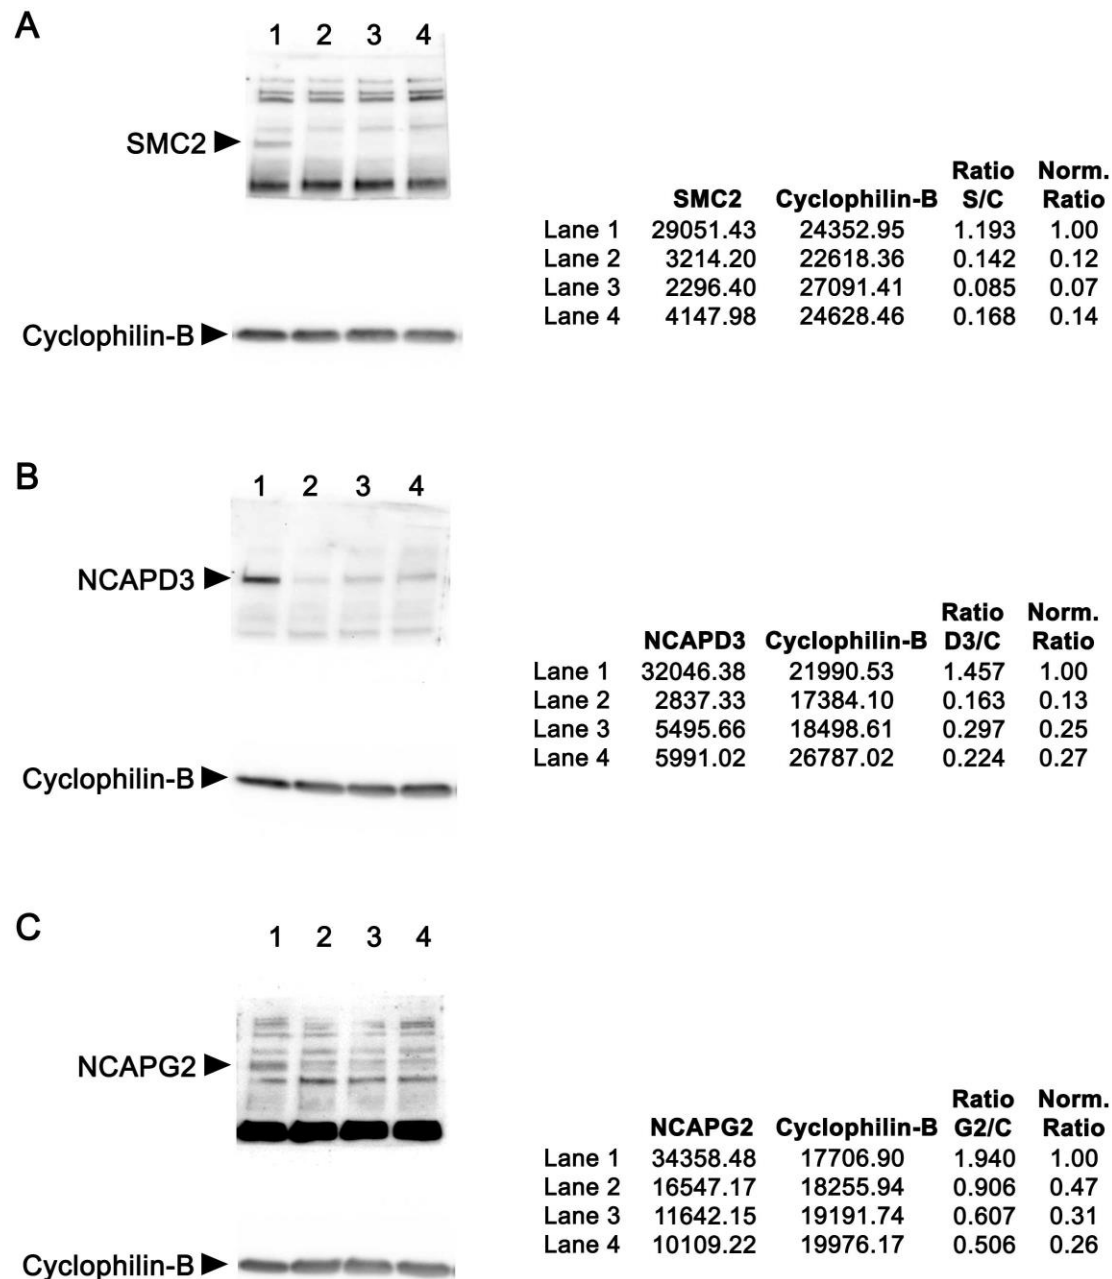 A
1 2 3 4
SMC2
Cyclophilin-B
Ratio Norm.
SMC2 Cyclophilin-B S/C Ratio
Lane 1 29051.43 24352.95 1.193 1.00
Lane 2 3214.20 22618.36 0.142 0.12
Lane 3 2296.40 27091.41 0.085 0.07
Lane 4 4147.98 24628.46 0.168 0.14
B
1 2 3 4
NCAPD3
Cyclophilin-B
Ratio Norm.
NCAPD3 Cyclophilin-B D3/C Ratio
Lane 1 32046.38 21990.53 1.457 1.00
Lane 2 2837.33 17384.10 0.163 0.13
Lane 3 5495.66 18498.61 0.297 0.25
Lane 4 5991.02 26787.02 0.224 0.27
C
1 2 3 4
NCAPG2
Cyclophilin-B
Ratio Norm.
NCAPG2 Cyclophilin-B G2/C Ratio
Lane 1 34358.48 17706.90 1.940 1.00
Lane 2 16547.17 18255.94 0.906 0.47
Lane 3 11642.15 19191.74 0.607 0.31
Lane 4 10109.22 19976.17 0.506 0.26